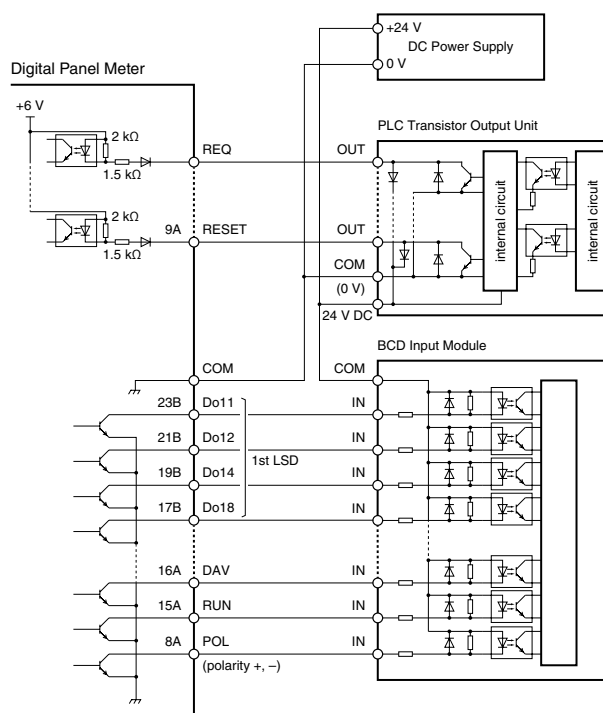 +24 V
DC Power Supply
0 V
Digital Panel Meter
+6 V
2 kΩ
1.5 kΩ
REQ
OUT
PLC Transistor Output Unit
internal circuit
internal circuit
2 kΩ
1.5 kΩ
9A RESET
OUT
COM
(0 V)
24 V DC
BCD Input Module
COM
COM
23B Do11
IN
21B Do12
IN
1st LSD
19B Do14
IN
17B Do18
IN
16A DAV
IN
15A RUN
IN
8A POL
IN
(polarity +, –)